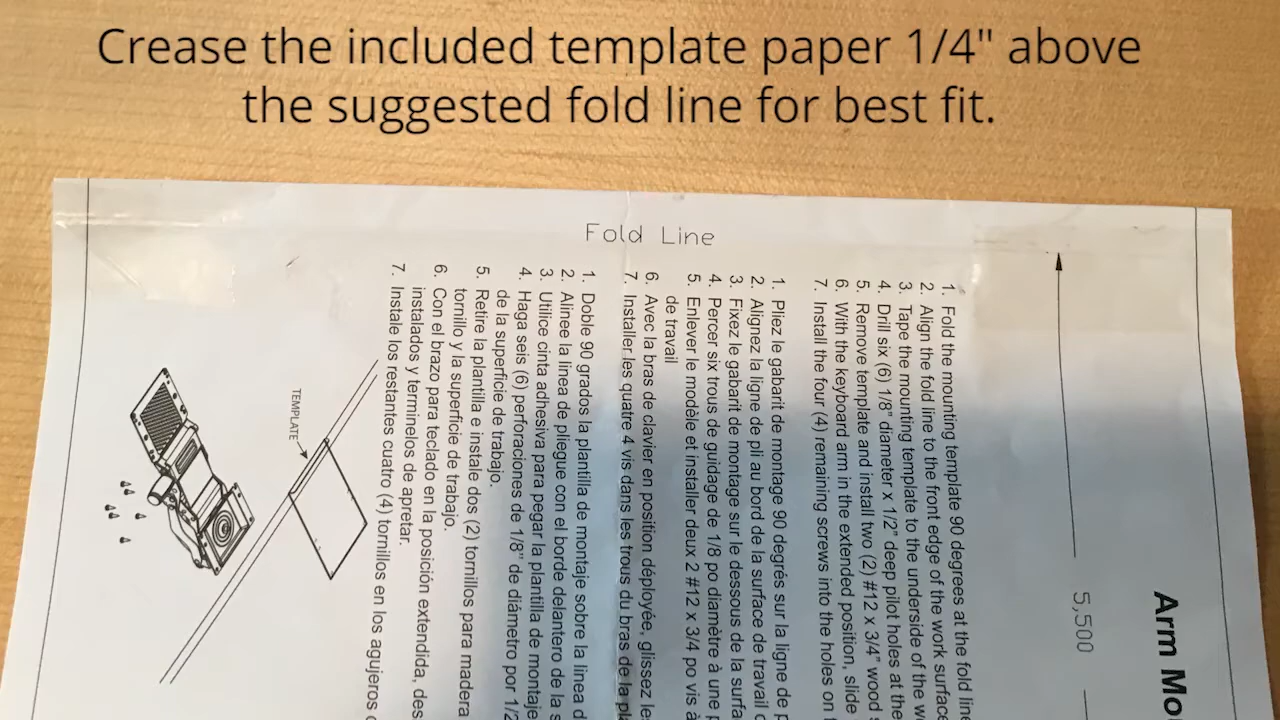 Crease the included template paper 1/4" above
the suggested fold line for best fit.
Fold Line
Arm
5,500
1. Fold the mounting template 90 degrees at the fold line
2. Align the fold line to the front edge of the work surface
3. Tape the mounting template to the underside of the
4. Drill six (6) 1/8" diameter x 1/2" deep pilot holes at the
5. Remove template and install two (2) #12 x 3/4" wood
6. With the keyboard arm in the extended position, slide
7. Install the four (4) remaining screws into the holes on
1. Pliez le gabarit de montage 90 degrés sur la ligne de
2. Alignez la ligne de pli au bord de la surface de travail
3. Fixez le gabarit de montage sur le dessous de la
4. Percer six trous de guidage de 1/8 po diamètre à une
5. Enlever le modèle et installer deux 2 #12 x 3/4 po vis à
de travail
6. Avec la bras de clavier en position déployée, glissez
7. Installer les quatre 4 vis dans les trous du bras de la
1. Doble 90 grados la plantilla de montaje sobre la linea
2. Alinee la linea de pliegue con el borde delantero de la
3. Utilice cinta adhesiva para pegar la plantilla de montaje
4. Haga seis (6) perforaciones de 1/8" de diámetro por
de la superficie de trabajo.
5. Retire la plantilla e instale dos (2) tornillos para madera
tornillo y la superficie de trabajo.
6. Con el brazo para teclado en la posición extendida,
instalados y terminelos de apretar.
7. Instale los restantes cuatro (4) tornillos en los agujeros
TEMPLATE